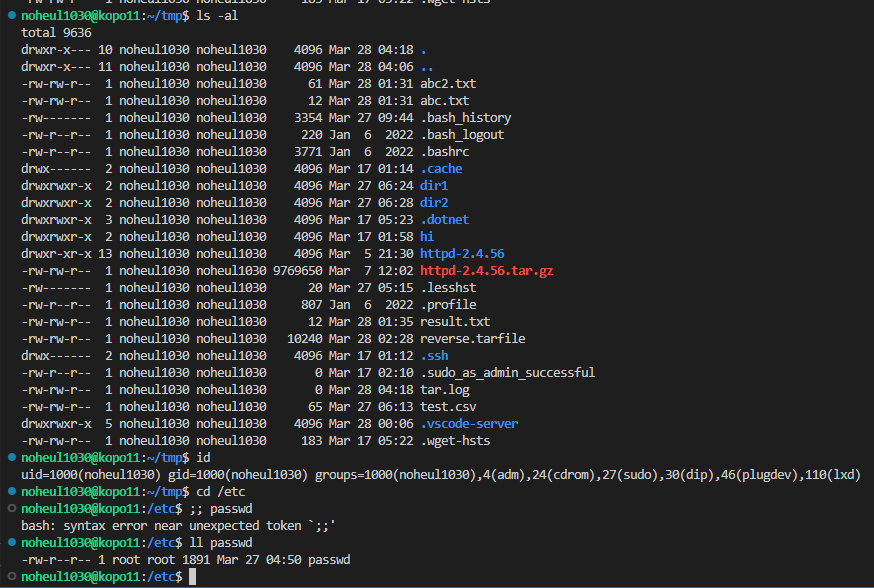 noheul1030@kopo11:~/tmp$ ls -al
total 9636
drwxr-x--- 10 noheul1030 noheul1030    4096 Mar 28 04:18 .
drwxr-x--- 11 noheul1030 noheul1030    4096 Mar 28 04:06 ..
-rw-rw-r--  1 noheul1030 noheul1030      61 Mar 28 01:31 abc2.txt
-rw-rw-r--  1 noheul1030 noheul1030      12 Mar 28 01:31 abc.txt
-rw-------  1 noheul1030 noheul1030    3354 Mar 27 09:44 .bash_history
-rw-r--r--  1 noheul1030 noheul1030     220 Jan  6  2022 .bash_logout
-rw-r--r--  1 noheul1030 noheul1030    3771 Jan  6  2022 .bashrc
drwx------  2 noheul1030 noheul1030    4096 Mar 17 01:14 .cache
drwxrwxr-x  2 noheul1030 noheul1030    4096 Mar 27 06:24 dir1
drwxrwxr-x  2 noheul1030 noheul1030    4096 Mar 27 06:28 dir2
drwxrwxr-x  3 noheul1030 noheul1030    4096 Mar 17 05:23 .dotnet
drwxrwxr-x  2 noheul1030 noheul1030    4096 Mar 17 01:58 hi
drwxr-xr-x 13 noheul1030 noheul1030    4096 Mar  5 21:30 httpd-2.4.56
-rw-rw-r--  1 noheul1030 noheul1030 9769650 Mar  7 12:02 httpd-2.4.56.tar.gz
-rw-------  1 noheul1030 noheul1030      20 Mar 27 05:15 .lesshst
-rw-r--r--  1 noheul1030 noheul1030     807 Jan  6  2022 .profile
-rw-rw-r--  1 noheul1030 noheul1030      12 Mar 28 01:35 result.txt
-rw-rw-r--  1 noheul1030 noheul1030   10240 Mar 28 02:28 reverse.tarfile
drwx------  2 noheul1030 noheul1030    4096 Mar 17 01:12 .ssh
-rw-r--r--  1 noheul1030 noheul1030       0 Mar 17 02:10 .sudo_as_admin_successful
-rw-rw-r--  1 noheul1030 noheul1030       0 Mar 28 04:18 tar.log
-rw-rw-r--  1 noheul1030 noheul1030      65 Mar 27 06:13 test.csv
drwxrwxr-x  5 noheul1030 noheul1030    4096 Mar 28 00:06 .vscode-server
-rw-rw-r--  1 noheul1030 noheul1030     183 Mar 17 05:22 .wget-hsts
noheul1030@kopo11:~/tmp$ id
uid=1000(noheul1030) gid=1000(noheul1030) groups=1000(noheul1030),4(adm),24(cdrom),27(sudo),30(dip),46(plugdev),110(lxd)
noheul1030@kopo11:~/tmp$ cd /etc
noheul1030@kopo11:/etc$ ;; passwd
bash: syntax error near unexpected token `;;'
noheul1030@kopo11:/etc$ ll passwd
-rw-r--r-- 1 root root 1891 Mar 27 04:50 passwd
noheul1030@kopo11:/etc$